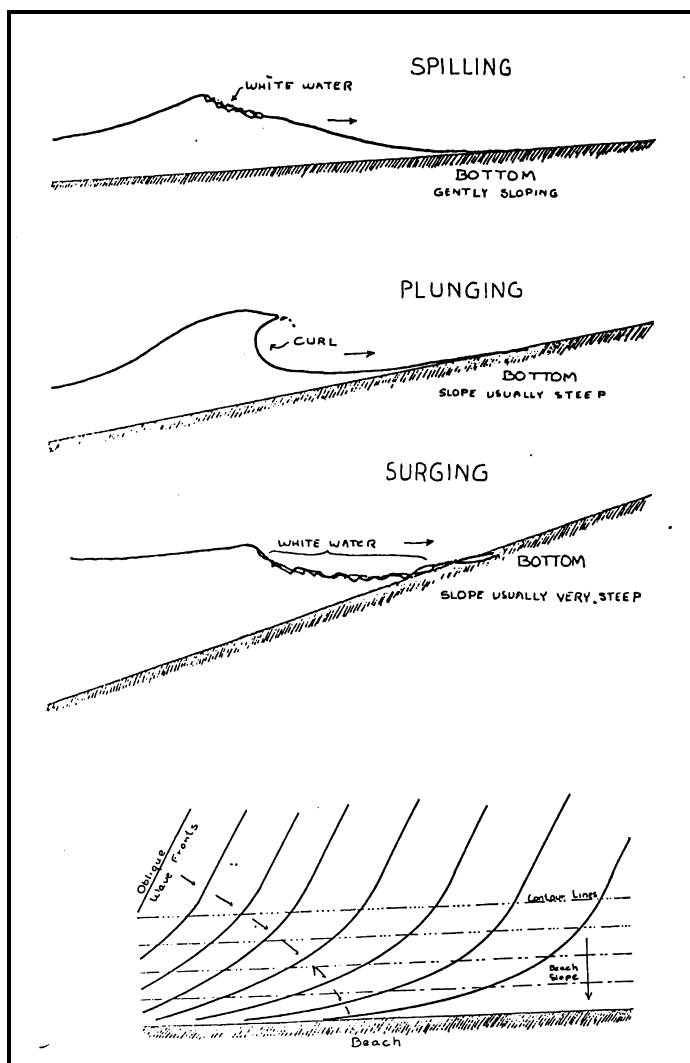 SPILLING
WHITE WATER
BOTTOM
GENTLY SLOPING
PLUNGING
CURL
BOTTOM
SLOPE USUALLY STEEP
SURGING
WHITE WATER
BOTTOM
SLOPE USUALLY VERY STEEP
Oblique
Wave Fronts
Contour Lines
Beach
Slope
Beach